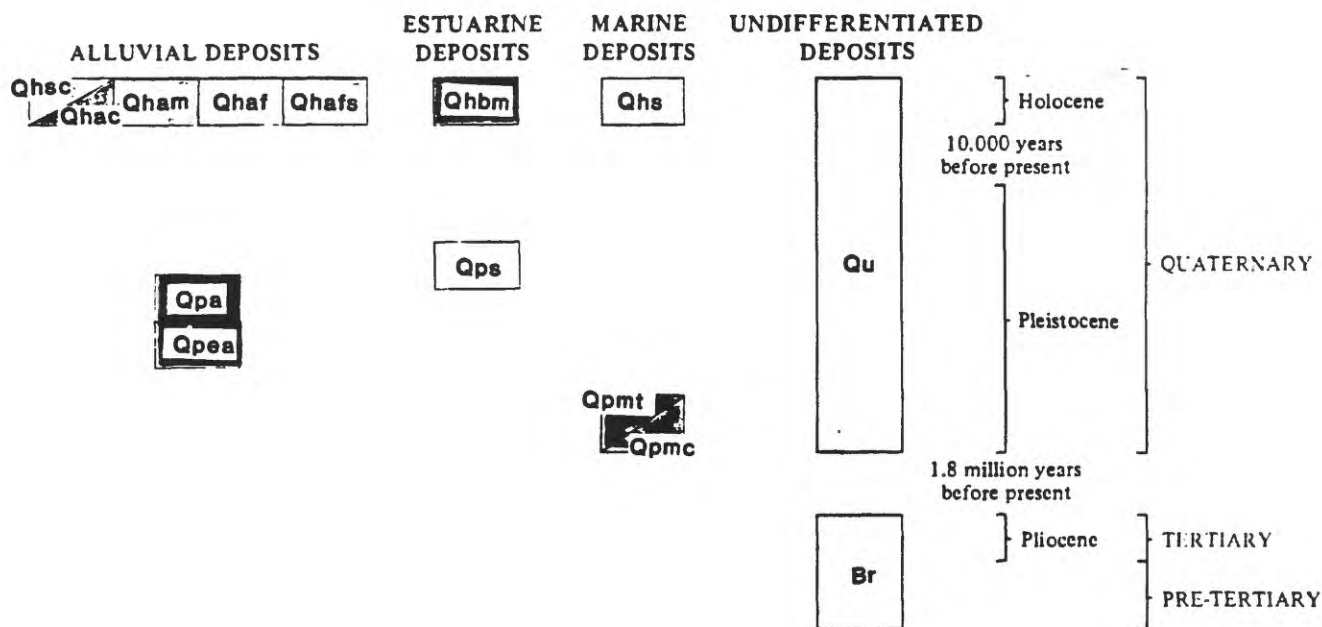 ALLUVIAL DEPOSITS
ESTUARINE
DEPOSITS
MARINE
DEPOSITS
UNDIFFERENTIATED
DEPOSITS
Qhsc
Qhac
Qham
Qhaf
Qhafs
Qhbm
Qhs
Holocene
10,000 years
before present
Qps
Qu
QUATERNARY
Qpa
Qpea
Pleistocene
Qpmt
Qpmc
1.8 million years
before present
Br
Pliocene
TERTIARY
PRE-TERTIARY